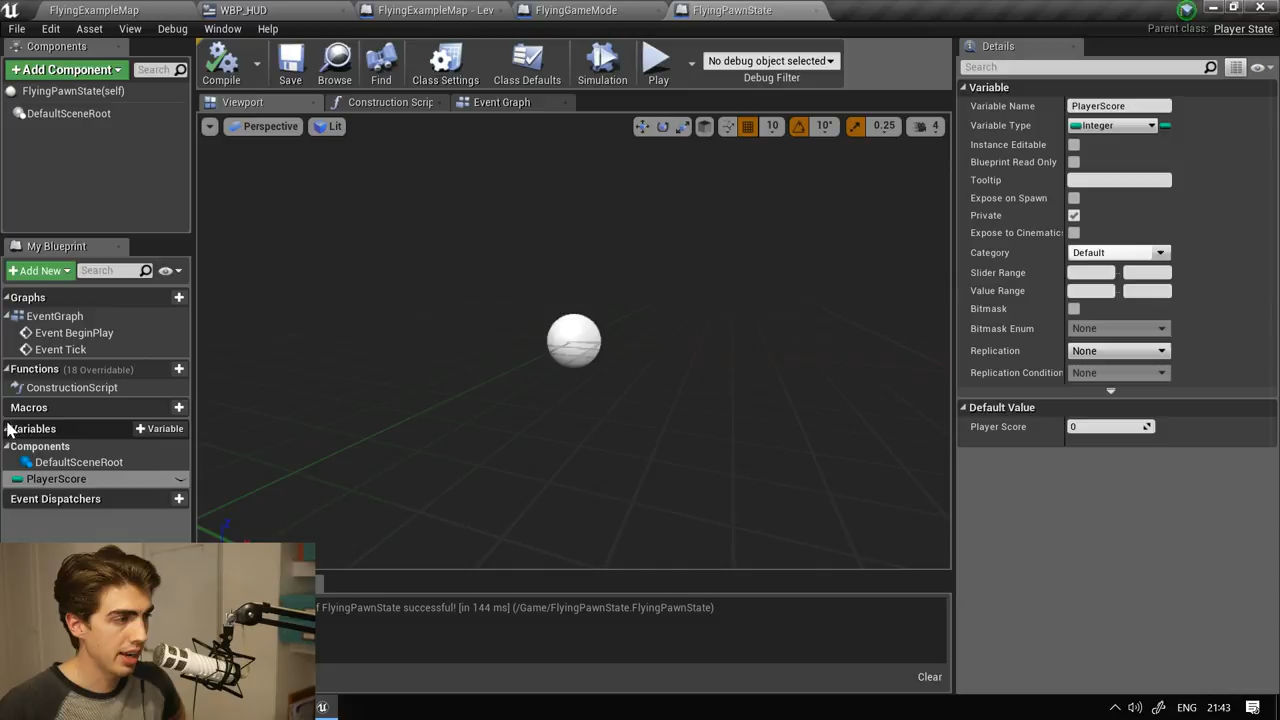 FlyingExampleMap
WBP_HUD
FlyingExampleMap - Lev
FlyingGameMode
FlyingPawnState
File
Edit
Asset
View
Debug
Window
Help
Parent class: Player State
Components
+Add Component
Search
FlyingPawnState(self)
DefaultSceneRoot
Compile
Save
Browse
Find
Class Settings
Class Defaults
Simulation
Play
No debug object selected
Debug Filter
Viewport
Construction Scrip
Event Graph
Perspective
Lit
10
10°
0.25
4
My Blueprint
+Add New
Search
Graphs
EventGraph
Event BeginPlay
Event Tick
Functions (18 Overridable)
ConstructionScript
Macros
Variables
+ Variable
Components
DefaultSceneRoot
PlayerScore
Event Dispatchers
Details
Search
Variable
Variable Name
PlayerScore
Variable Type
Integer
Instance Editable
Blueprint Read Only
Tooltip
Expose on Spawn
Private
Expose to Cinematics
Category
Default
Slider Range
Value Range
Bitmask
Bitmask Enum
None
Replication
None
Replication Condition
None
Default Value
Player Score
0
f FlyingPawnState successful! [in 144 ms] (/Game/FlyingPawnState.FlyingPawnState)
Clear
ENG
21:43